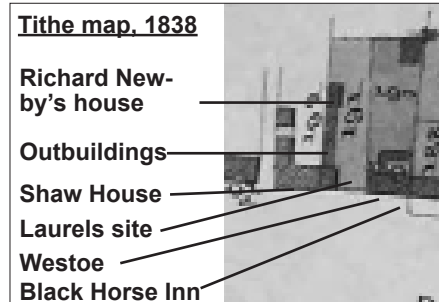 Tithe map, 1838
Richard New-
by's house
Outbuildings
Shaw House
Laurels site
Westoe
Black Horse Inn